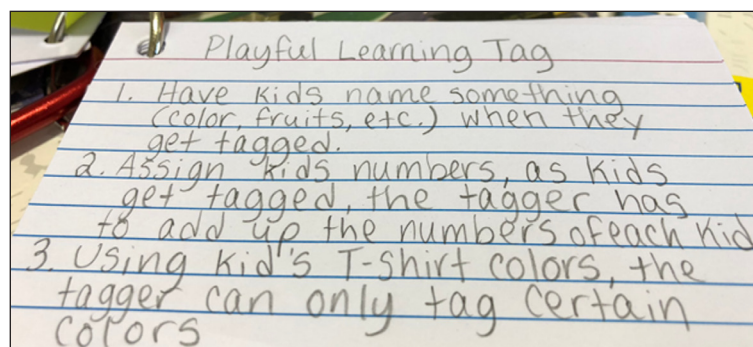 Playful Learning Tag
1. Have kids name something
(color, fruits, etc.) when they
get tagged.
2. Assign kids numbers, as kids
get tagged, the tagger has
to add up the numbers of each kid
3. Using kid's T-Shirt colors, the
tagger can only tag certain
colors